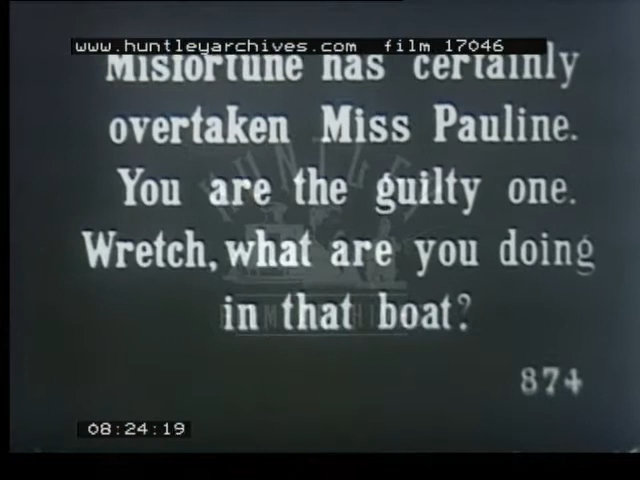 www.huntleyarchives.com film 17046
Misfortune has certainly
overtaken Miss Pauline.
You are the guilty one.
Wretch, what are you doing
in that boat?
874
08:24:19